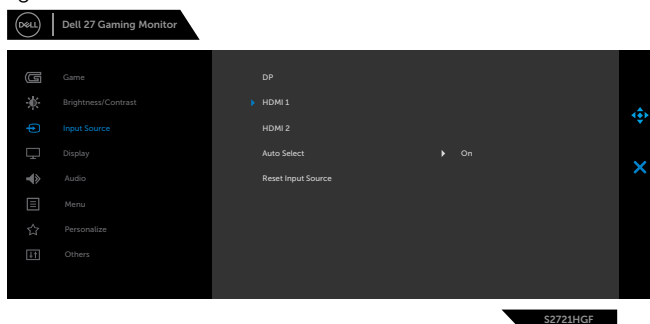 DELL
Dell 27 Gaming Monitor
Game
DP
Brightness/Contrast
HDMI 1
Input Source
HDMI 2
Display
Auto Select
On
Audio
Reset Input Source
Menu
Personalize
Others
S2721HGF